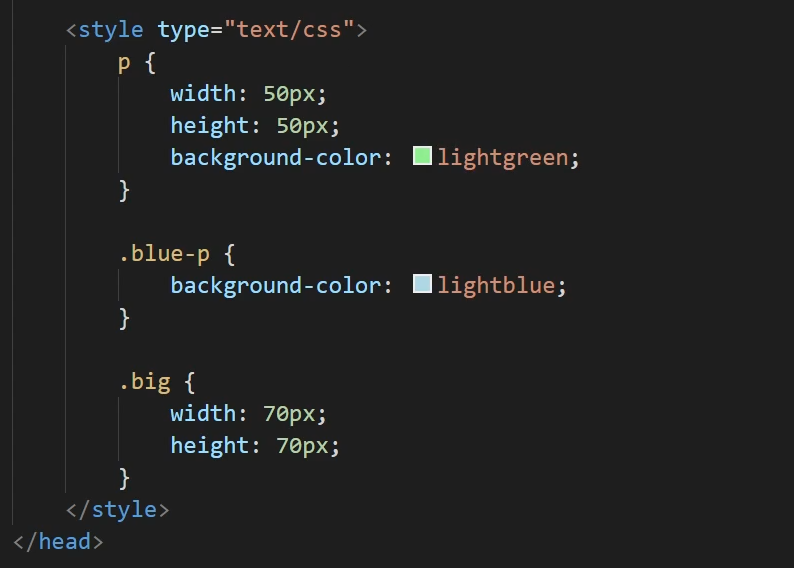 <style type="text/css">
p {
width: 50px;
height: 50px;
background-color: lightgreen;
}
.blue-p {
background-color: lightblue;
}
.big {
width: 70px;
height: 70px;
}
</style>
</head>